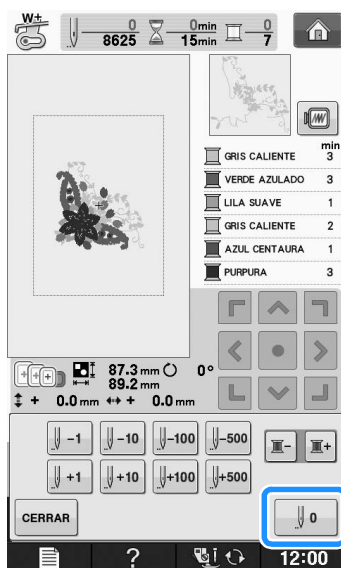 W+ 0 0min 0
8625 15min 7
min
GRIS CALIENTE 3
VERDE AZULADO 3
LILA SUAVE 1
GRIS CALIENTE 2
AZUL CENTAURA 1
PURPURA 3
87.3 mm 0°
89.2 mm
+ 0.0 mm + 0.0 mm
-1 -10 -100 -500 - +
+1 +10 +100 +500
CERRAR 0
? 12:00